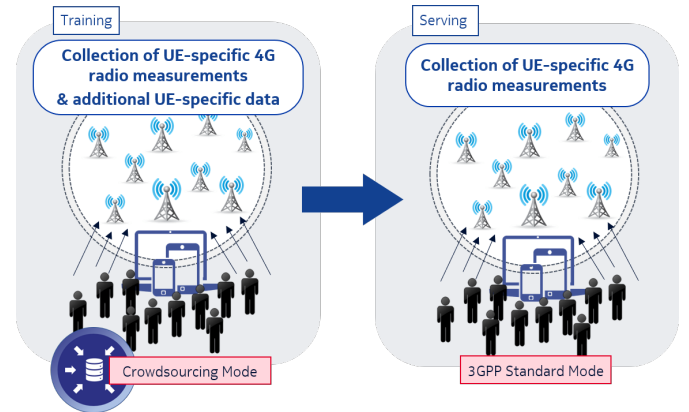 Training
Collection of UE-specific 4G
radio measurements
& additional UE-specific data
Crowdsourcing Mode
Serving
Collection of UE-specific 4G
radio measurements
3GPP Standard Mode